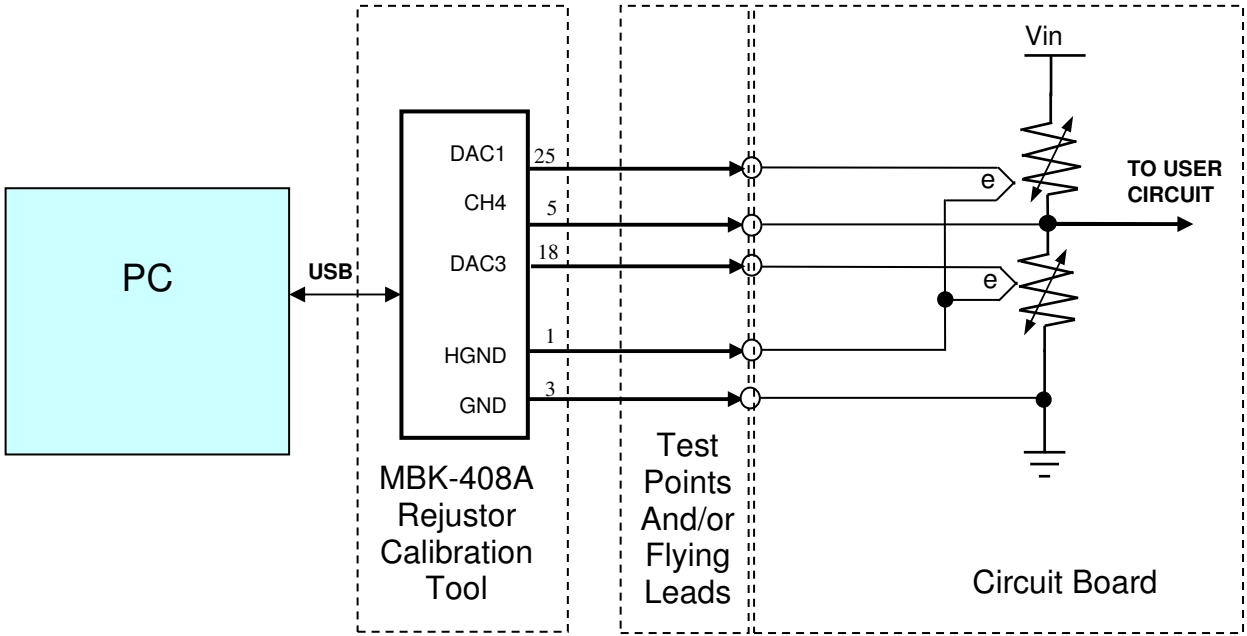 Vin
DAC1
25
CH4
5
DAC3
18
HGND
1
GND
3
e
e
TO USER
CIRCUIT
PC
USB
MBK-408A
Rejustor
Calibration
Tool
Test
Points
And/or
Flying
Leads
Circuit Board